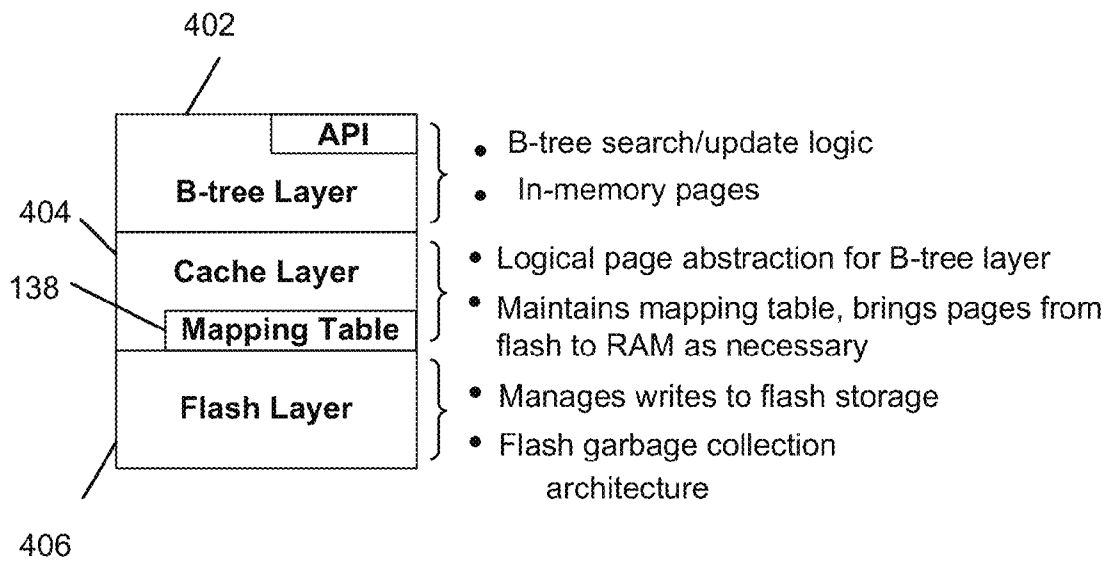 402
API
B-tree Layer
• B-tree search/update logic
• In-memory pages
404
Cache Layer
138
Mapping Table
• Logical page abstraction for B-tree layer
• Maintains mapping table, brings pages from
flash to RAM as necessary
Flash Layer
• Manages writes to flash storage
• Flash garbage collection
architecture
406